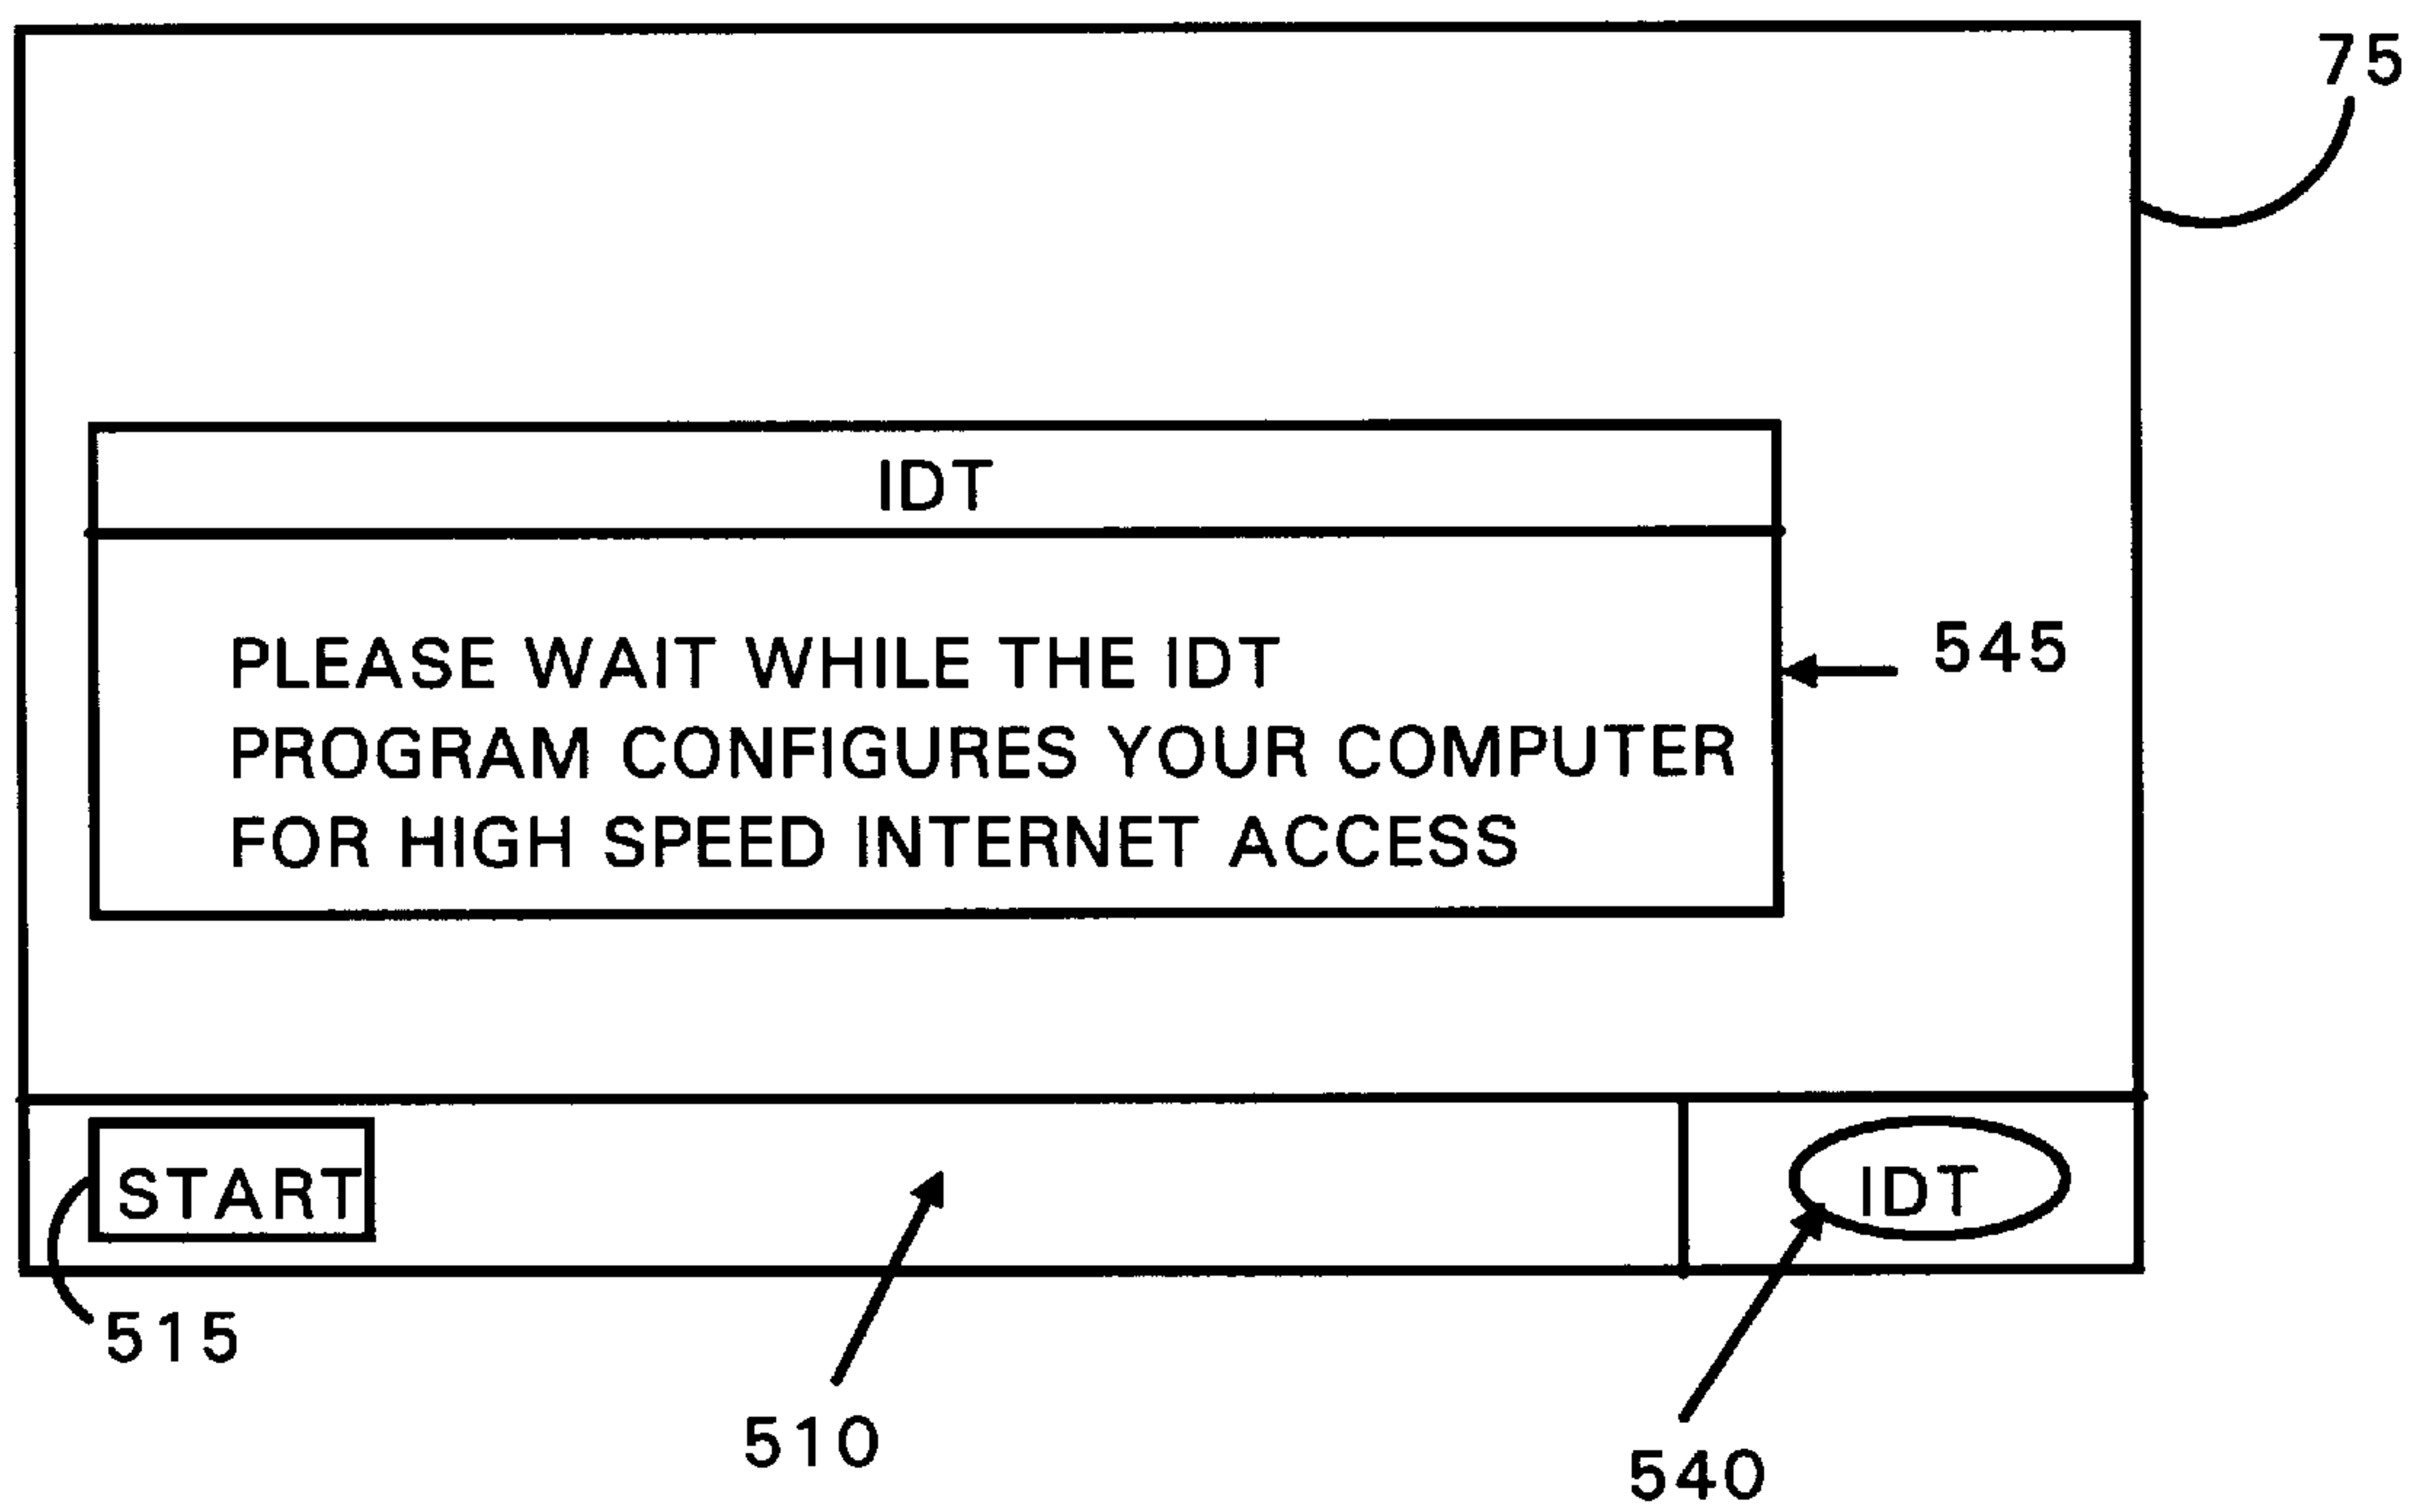 75
IDT
PLEASE WAIT WHILE THE IDT
PROGRAM CONFIGURES YOUR COMPUTER
FOR HIGH SPEED INTERNET ACCESS
545
START
IDT
515
510
540